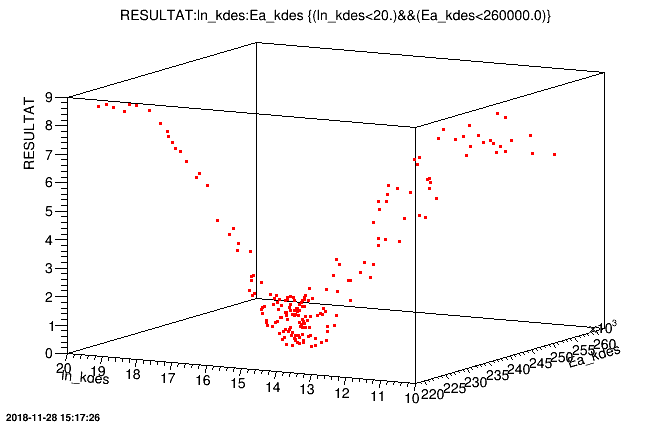 RESULTAT:ln_kdes:Ea_kdes {(ln_kdes<20.)&&(Ea_kdes<260000.0)}
RESULTAT
9
8
7
6
5
4
3
2
1
0
20 19 18 17 16 15 14 13 12 11 10
ln_kdes
220 225 230 235 240 245 250 255 260
×10³
Ea_kdes
2018-11-28 15:17:26